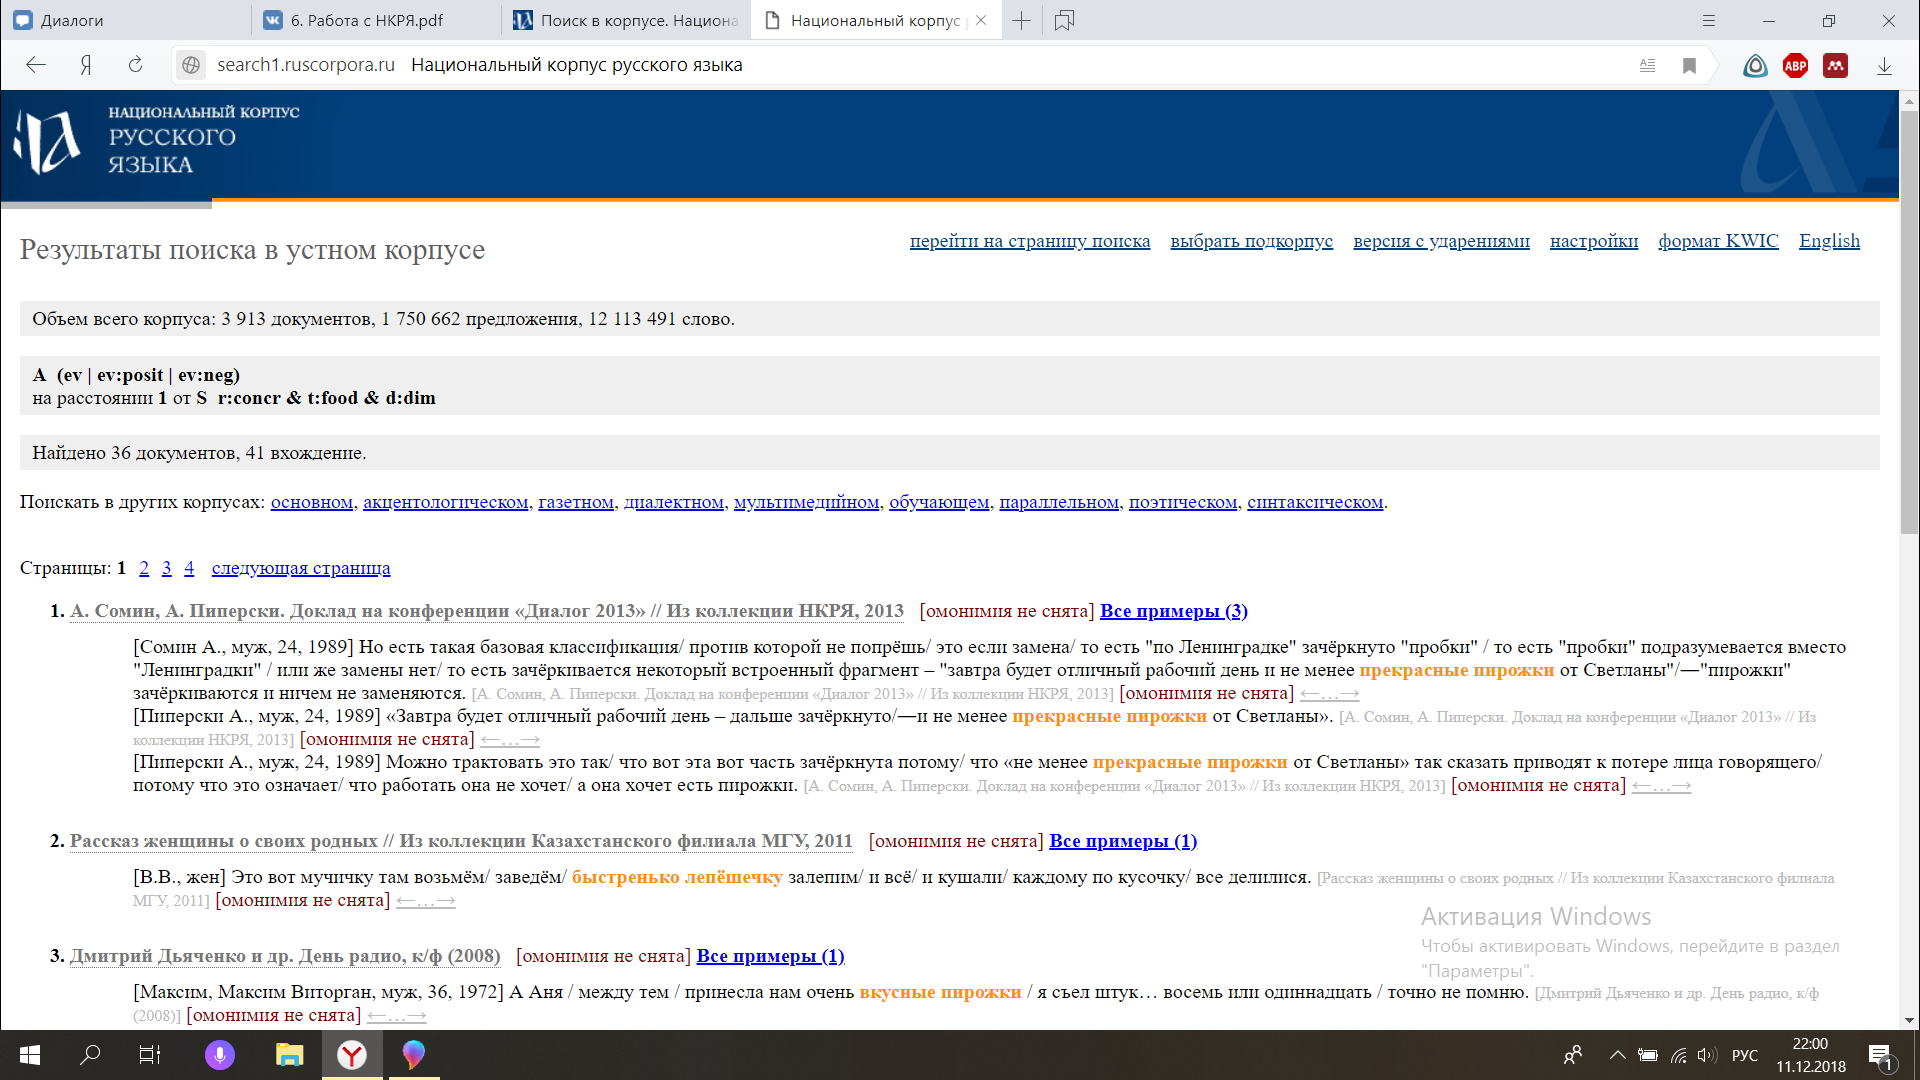 Диалоги
6. Работа с НКРЯ.pdf
Поиск в корпусе. Национа
Национальный корпус
search1.ruscorpora.ru Национальный корпус русского языка
ABP
НАЦИОНАЛЬНЫЙ КОРПУС
РУССКОГО
ЯЗЫКА
Результаты поиска в устном корпусе
перейти на страницу поиска выбрать подкорпус версия с ударениями настройки формат KWIC English
Объем всего корпуса: 3 913 документов, 1 750 662 предложения, 12 113 491 слово.
A (ev | ev:posit | ev:neg)
на расстоянии 1 от S r:concr & t:food & d:dim
Найдено 36 документов, 41 вхождение.
Поискать в других корпусах: основном, акцентологическом, газетном, диалектном, мультимедийном, обучающем, параллельном, поэтическом, синтаксическом.
Страницы: 1 2 3 4 следующая страница
1. А. Сомин, А. Пиперски. Доклад на конференции «Диалог 2013» // Из коллекции НКРЯ, 2013 [омонимия не снята] Все примеры (3)
[Сомин А., муж, 24, 1989] Но есть такая базовая классификация/ против которой не попрёшь/ это если замена/ то есть "по Ленинградке" зачёркнуто "пробки" / то есть "пробки" подразумевается вместо
"Ленинградки" / или же замены нет/ то есть зачёркивается некоторый встроенный фрагмент – "завтра будет отличный рабочий день и не менее прекрасные пирожки от Светланы"/—"пирожки"
зачёркиваются и ничем не заменяются. [А. Сомин, А. Пиперски. Доклад на конференции «Диалог 2013» // Из коллекции НКРЯ, 2013] [омонимия не снята] ←…→
[Пиперски А., муж, 24, 1989] «Завтра будет отличный рабочий день – дальше зачёркнуто/—и не менее прекрасные пирожки от Светланы». [А. Сомин, А. Пиперски. Доклад на конференции «Диалог 2013» // Из
коллекции НКРЯ, 2013] [омонимия не снята] ←…→
[Пиперски А., муж, 24, 1989] Можно трактовать это так/ что вот эта вот часть зачёркнута потому/ что «не менее прекрасные пирожки от Светланы» так сказать приводят к потере лица говорящего/
потому что это означает/ что работать она не хочет/ а она хочет есть пирожки. [А. Сомин, А. Пиперски. Доклад на конференции «Диалог 2013» // Из коллекции НКРЯ, 2013] [омонимия не снята] ←…→
2. Рассказ женщины о своих родных // Из коллекции Казахстанского филиала МГУ, 2011 [омонимия не снята] Все примеры (1)
[В.В., жен] Это вот мучичку там возьмём/ заведём/ быстренько лепёшечку залепим/ и всё/ и кушали/ каждому по кусочку/ все делилися. [Рассказ женщины о своих родных // Из коллекции Казахстанского филиала
МГУ, 2011] [омонимия не снята] ←…→
3. Дмитрий Дьяченко и др. День радио, к/ф (2008) [омонимия не снята] Все примеры (1)
[Максим, Максим Виторган, муж, 36, 1972] А Аня / между тем / принесла нам очень вкусные пирожки / я съел штук… восемь или одиннадцать / точно не помню. [Дмитрий Дьяченко и др. День радио, к/ф
(2008)] [омонимия не снята] ←…→
Активация Windows
Чтобы активировать Windows, перейдите в раздел
"Параметры".
РУС
22:00
11.12.2018
1